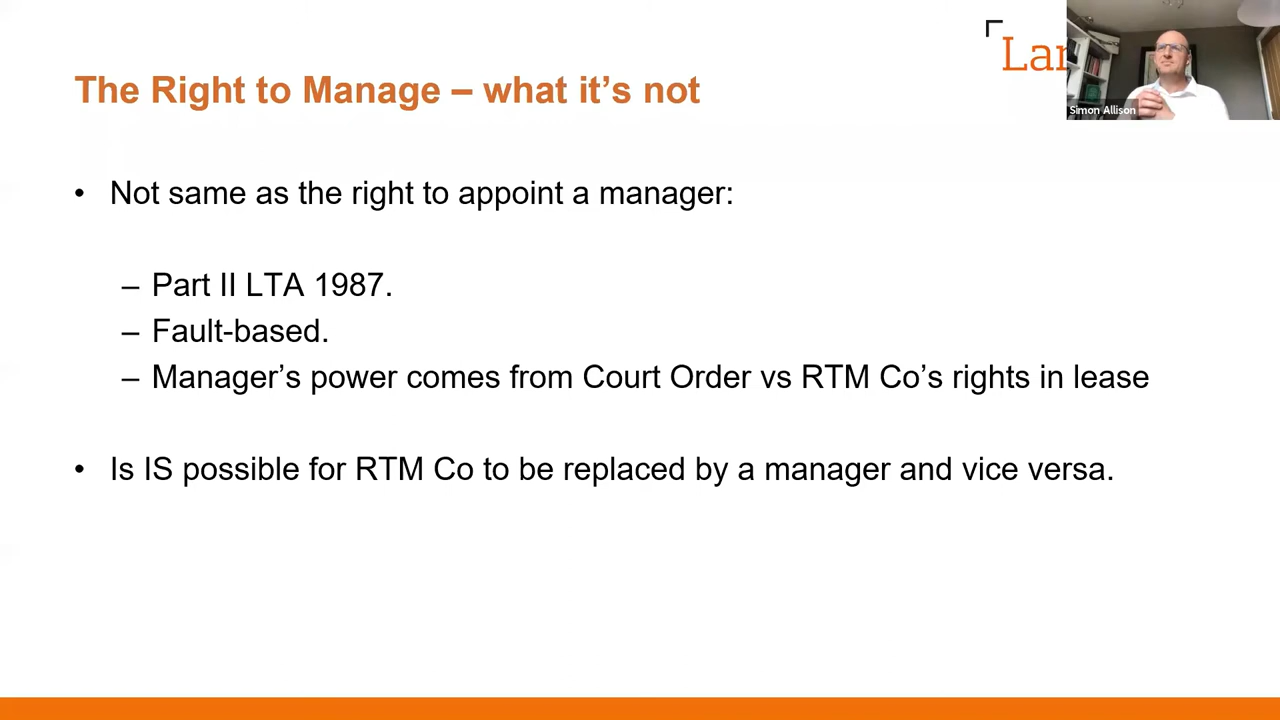 The Right to Manage – what it's not
Simon Allison
• Not same as the right to appoint a manager:
– Part II LTA 1987.
– Fault-based.
– Manager's power comes from Court Order vs RTM Co's rights in lease
• Is IS possible for RTM Co to be replaced by a manager and vice versa.